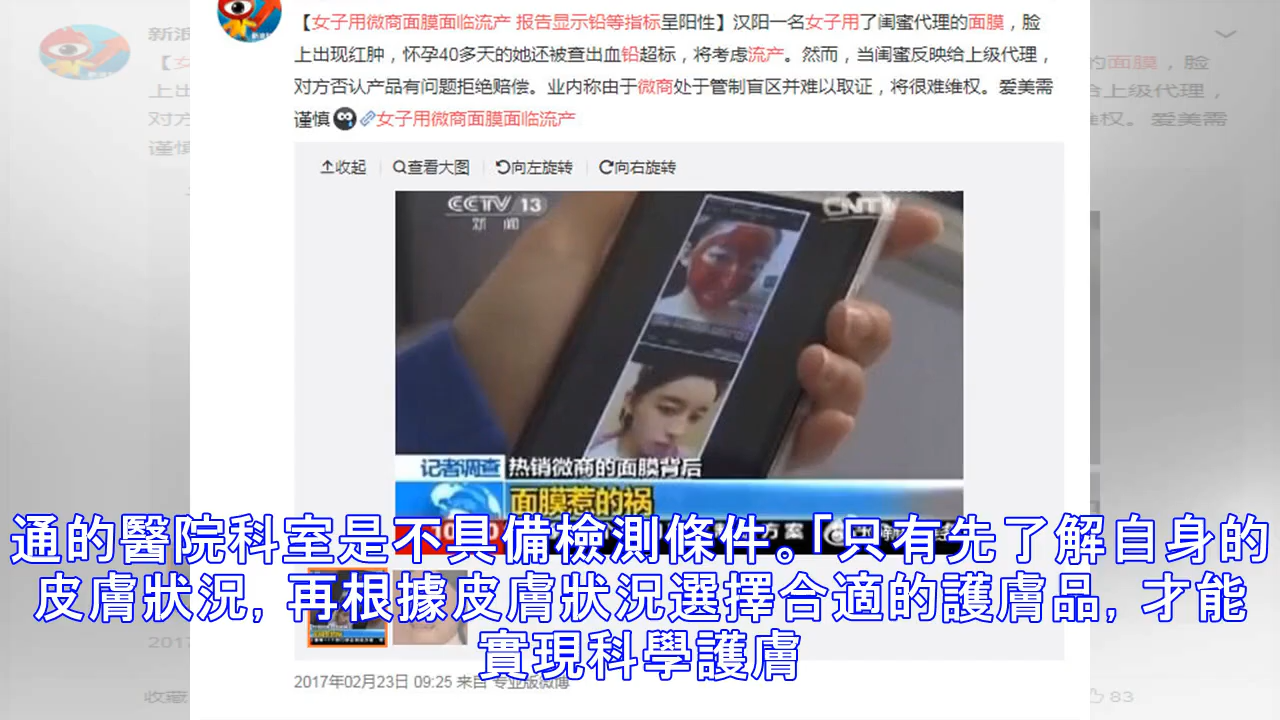 【女子用微商面膜面临流产 报告显示铅等指标呈阳性】汉阳一名女子用了闺蜜代理的面膜，脸
上出现红肿，怀孕40多天的她还被查出血铅超标，将考虑流产。然而，当闺蜜反映给上级代理，
对方否认产品有问题拒绝赔偿。业内称由于微商处于管制盲区并难以取证，将很难维权。爱美需
谨慎 女子用微商面膜面临流产
收起 查看大图 向左旋转 向右旋转
CCTV 13
新闻
CNTV
记者调查 热销微商的面膜背后
面膜惹的祸
方案
通的醫院科室是不具備檢測條件。「只有先了解自身的
皮膚狀況, 再根據皮膚狀況選擇合適的護膚品, 才能
實現科學護膚
2017年02月23日 09:25 来自 专业版微博
收藏
83